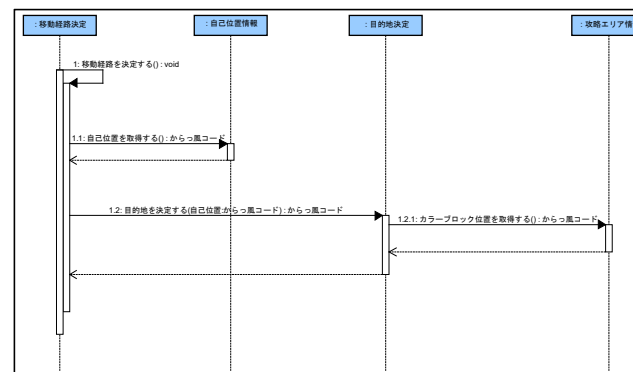 : 移動経路決定
: 自己位置情報
: 目的地決定
: 攻略エリア情
1: 移動経路を決定する() : void
1.1: 自己位置を取得する() : からっ風コード
1.2: 目的地を決定する(自己位置:からっ風コード) : からっ風コード
1.2.1: カラーブロック位置を取得する() : からっ風コード